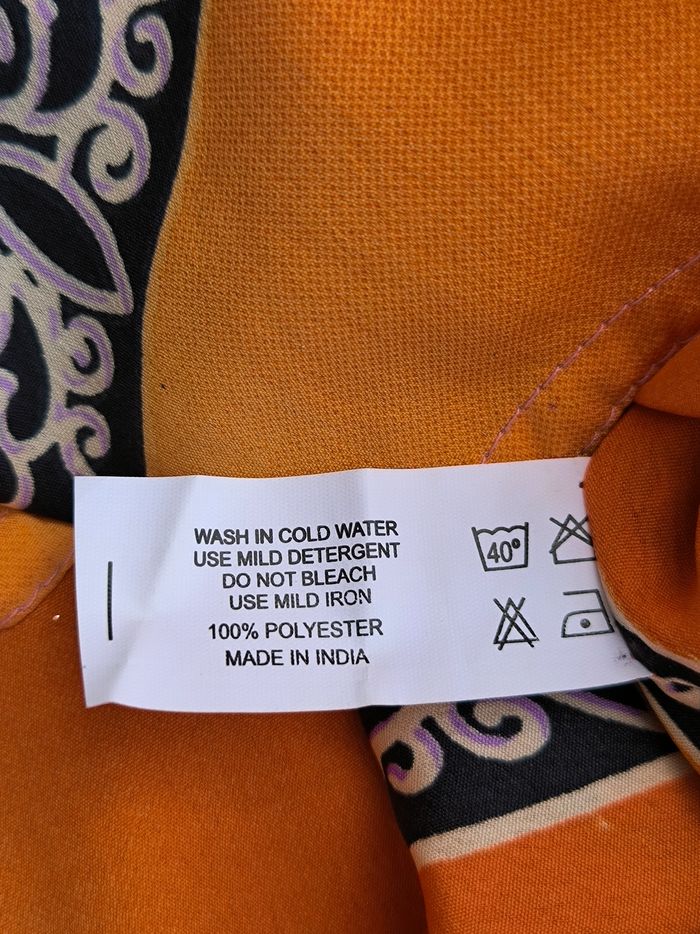 WASH IN COLD WATER
USE MILD DETERGENT
DO NOT BLEACH
USE MILD IRON
100% POLYESTER
MADE IN INDIA
40°